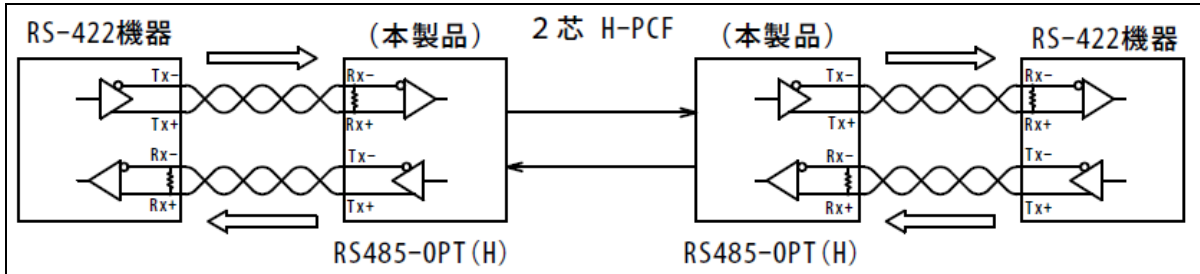 RS-422機器
(本製品)
2芯 H-PCF
(本製品)
RS-422機器
Tx-
Rx-
Tx-
Rx-
Tx+
Rx+
Tx+
Rx+
Rx-
Tx-
Rx-
Tx-
Rx+
Tx+
Rx+
Tx+
RS485-OPT(H)
RS485-OPT(H)